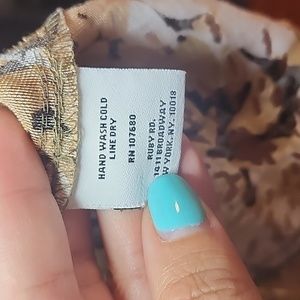 HAND WASH COLD
LINE DRY
RN 107680
RUBY RD.
BROADWAY
YORK, NY. 10018